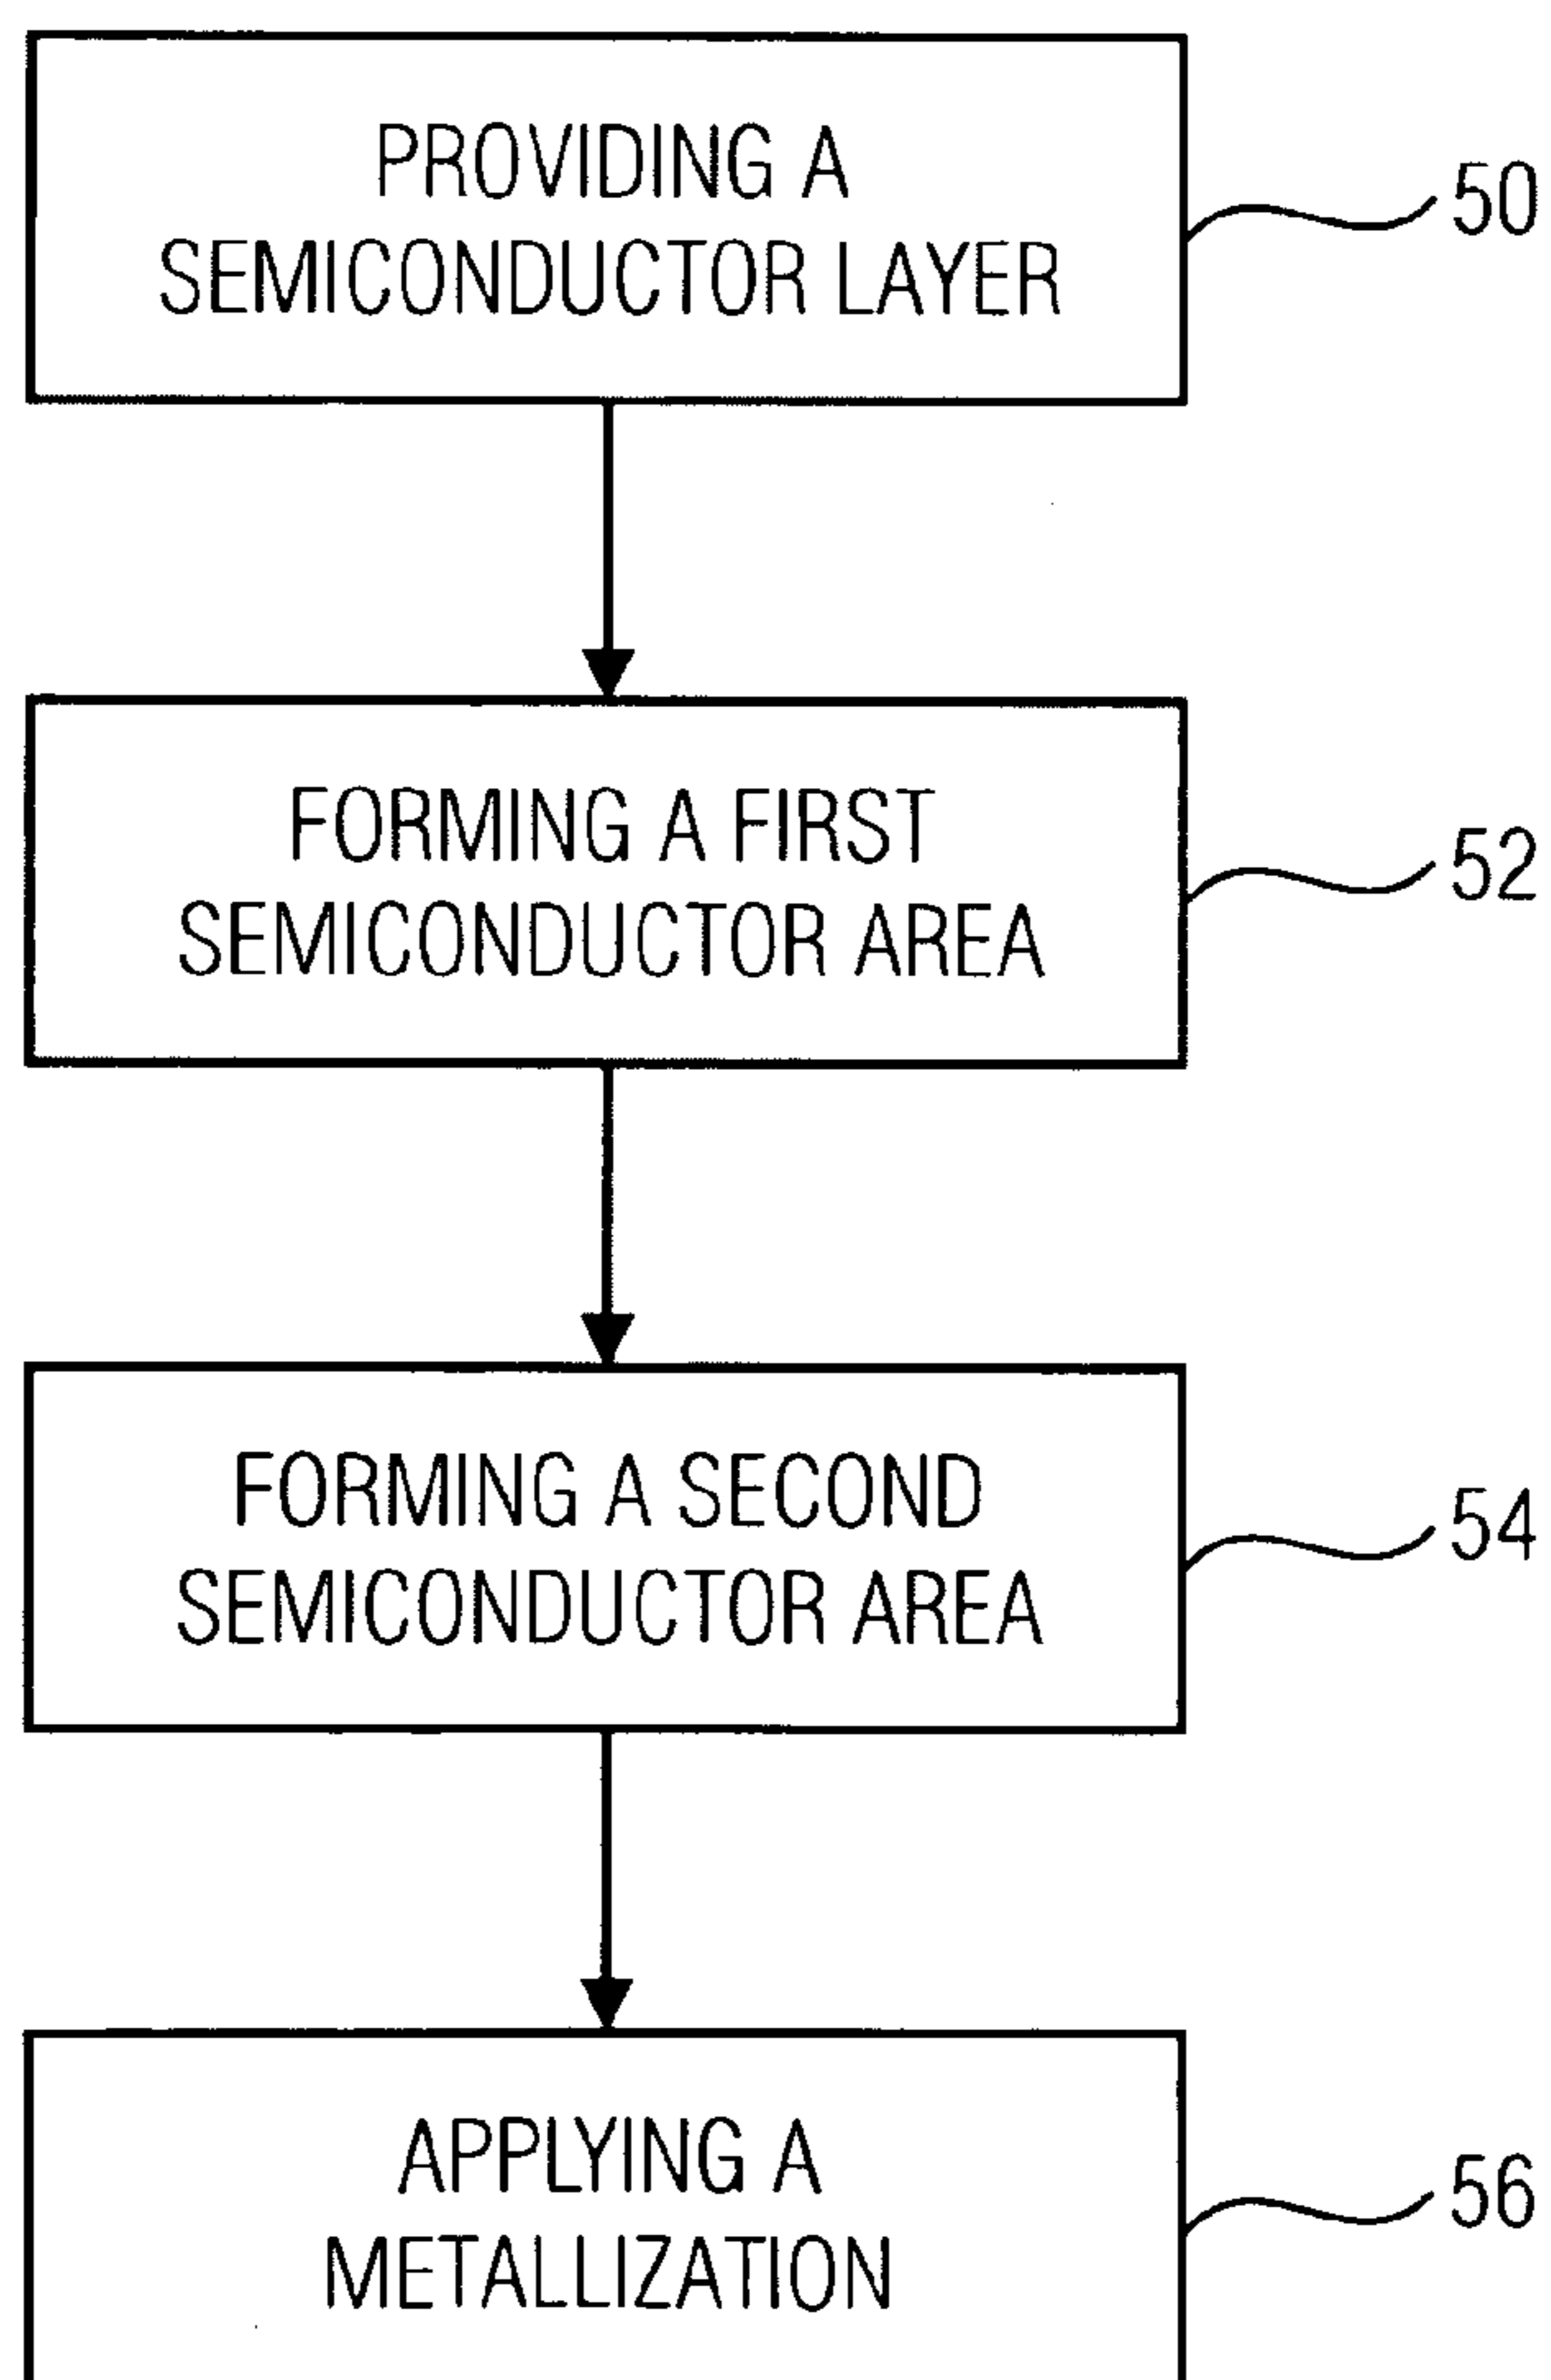 PROVIDING A
SEMICONDUCTOR LAYER
50
FORMING A FIRST
SEMICONDUCTOR AREA
52
FORMING A SECOND
SEMICONDUCTOR AREA
54
APPLYING A
METALLIZATION
56